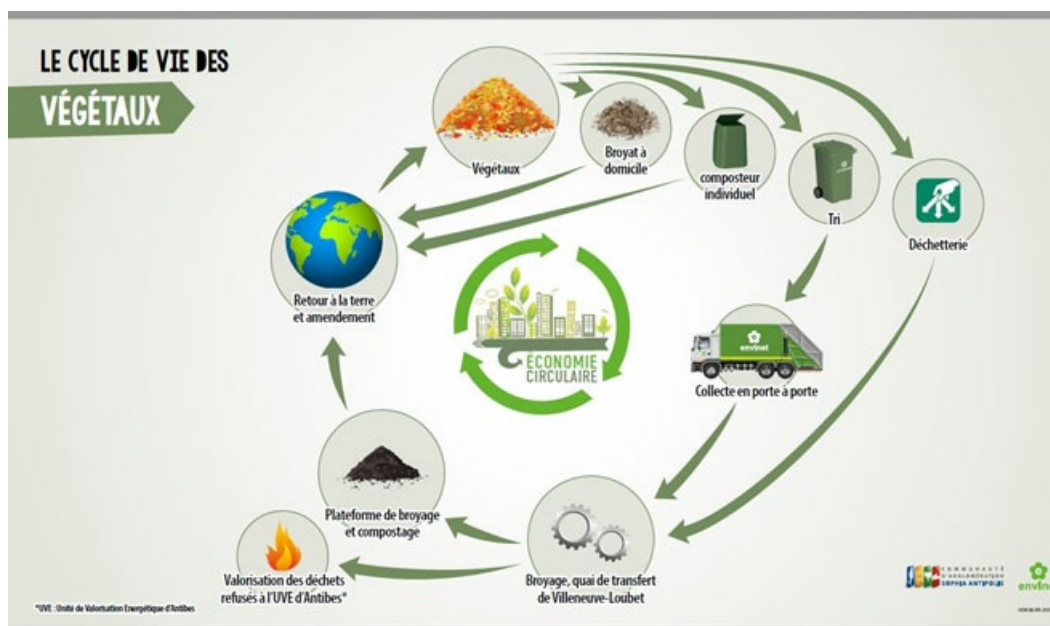 LE CYCLE DE VIE DES
VÉGÉTAUX
Végétaux
Broyat à
domicile
composteur
individuel
Tri
Déchetterie
Retour à la terre
et amendement
ÉCONOMIE
CIRCULAIRE
envinet
Collecte en porte à porte
Plateforme de broyage
et compostage
Valorisation des déchets
refusés à l'UVE d'Antibes*
Broyage, quai de transfert
de Villeneuve-Loubet
*UVE : Unité de Valorisation Energétique d'Antibes
COMMUNAUTÉ
D'AGGLOMÉRATION
SOPHIA ANTIPOLIS
envinet